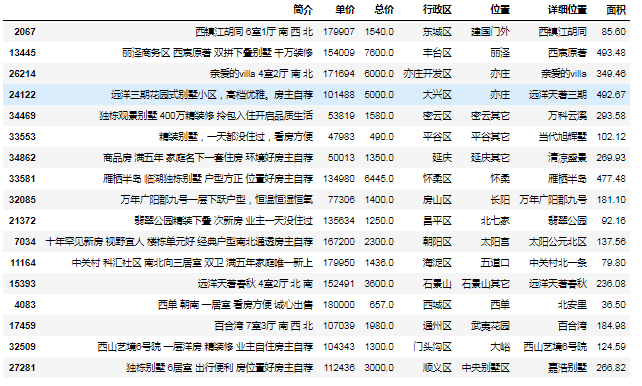 简介 单价 总价 行政区 位置 详细位置 面积
2067 西镇江胡同 6室1厅 南 西 北 179907 1540.0 东城区 建国门外 西镇江胡同 85.60
13445 丽泽商务区 西宸原著 双拼下叠别墅 千万装修 154009 7600.0 丰台区 丽泽 西宸原著 493.48
26214 亲爱的villa 4室2厅 南 北 171694 6000.0 亦庄开发区 亦庄 亲爱的villa 349.46
24122 远洋三期花园式别墅小区，高档优雅。房主自荐 101488 5000.0 大兴区 亦庄 远洋天著三期 492.67
34469 独栋观景别墅 400万精装修 拎包入住开启品质生活 53819 1580.0 密云区 密云其它 万科云溪 293.58
33553 精装别墅，一天都没住过，看房方便 47983 490.0 平谷区 平谷其它 当代旭辉墅 102.12
34862 商品房 满五年 家庭名下一套住房 环境好房主自荐 50013 1350.0 延庆 延庆其它 清凉盛景 269.93
33581 雁栖半岛 临湖独栋别墅 户型方正 位置好房主自荐 134980 6445.0 怀柔区 怀柔 雁栖半岛 477.48
32085 万年广阳郡九号一层下跃户型，恒温恒湿恒氧 77306 1400.0 房山区 长阳 万年广阳郡九号 181.10
21372 翡翠公园精装下叠 次新房 业主一天没住过 135634 1250.0 昌平区 北七家 翡翠公园 92.16
7034 十年罕见新房 视野宜人 楼栋单元好 经典户型南北通透房主自荐 167200 2300.0 朝阳区 太阳宫 太阳公元北区 137.56
11164 中关村 科汇社区 南北向三居室 双卫 满五年家庭唯一新上 179950 1436.0 海淀区 五道口 中关村北一条 79.80
15393 远洋天著春秋 4室2厅 北 南 152491 3600.0 石景山 石景山其它 远洋天著春秋 236.08
4083 西单 朝南 一居室 看房方便 诚心出售 180000 657.0 西城区 西单 北安里 36.50
17459 百合湾 7室3厅 南 西 北 107039 1980.0 通州区 武夷花园 百合湾 184.98
32509 西山艺境6号院 一层洋房 精装修 业主自住房主自荐 104343 1300.0 门头沟区 大峪 西山艺境6号院 124.59
27281 独栋别墅 6居室 出行便利 房位置好房主自荐 112436 3000.0 顺义区 中央别墅区 嘉浩别墅 266.82